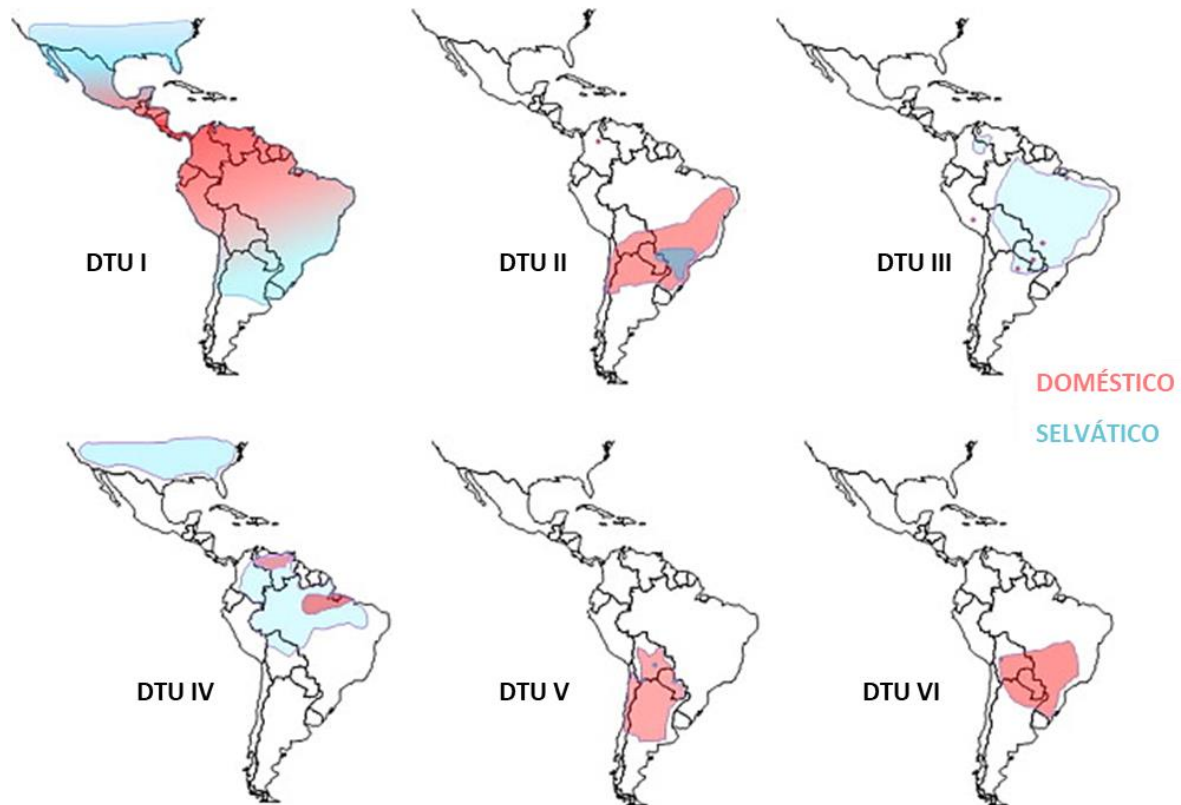 DTU I
DTU II
DTU III
DOMÉSTICO
SELVÁTICO
DTU IV
DTU V
DTU VI